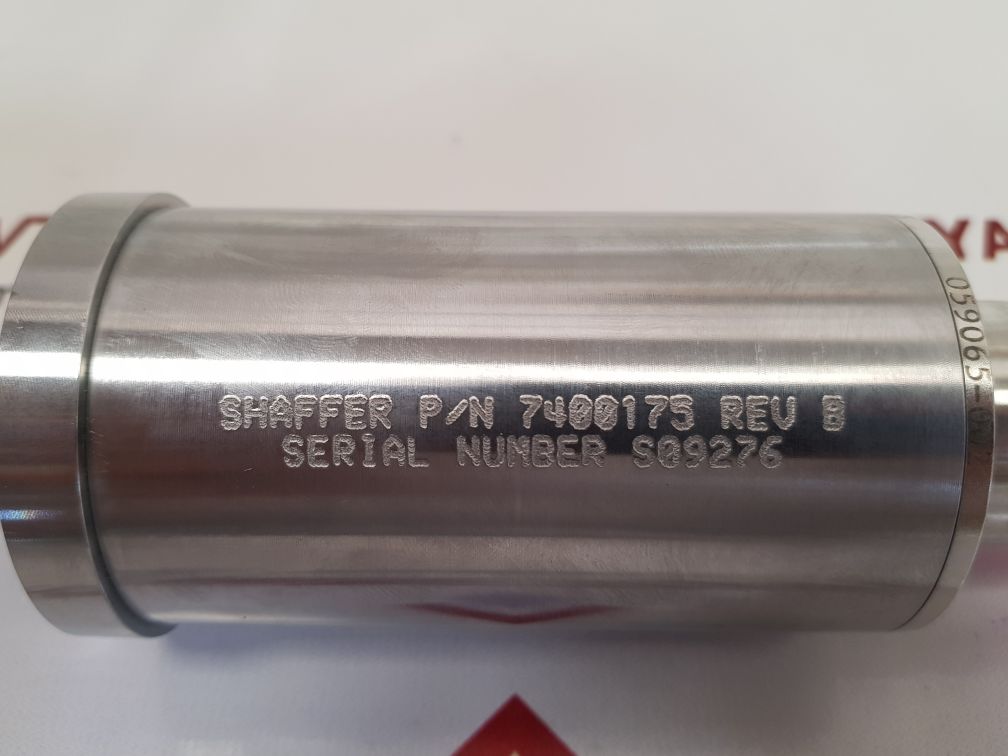 SHAFFER P/N 7400175 REV B
SERIAL NUMBER S09276